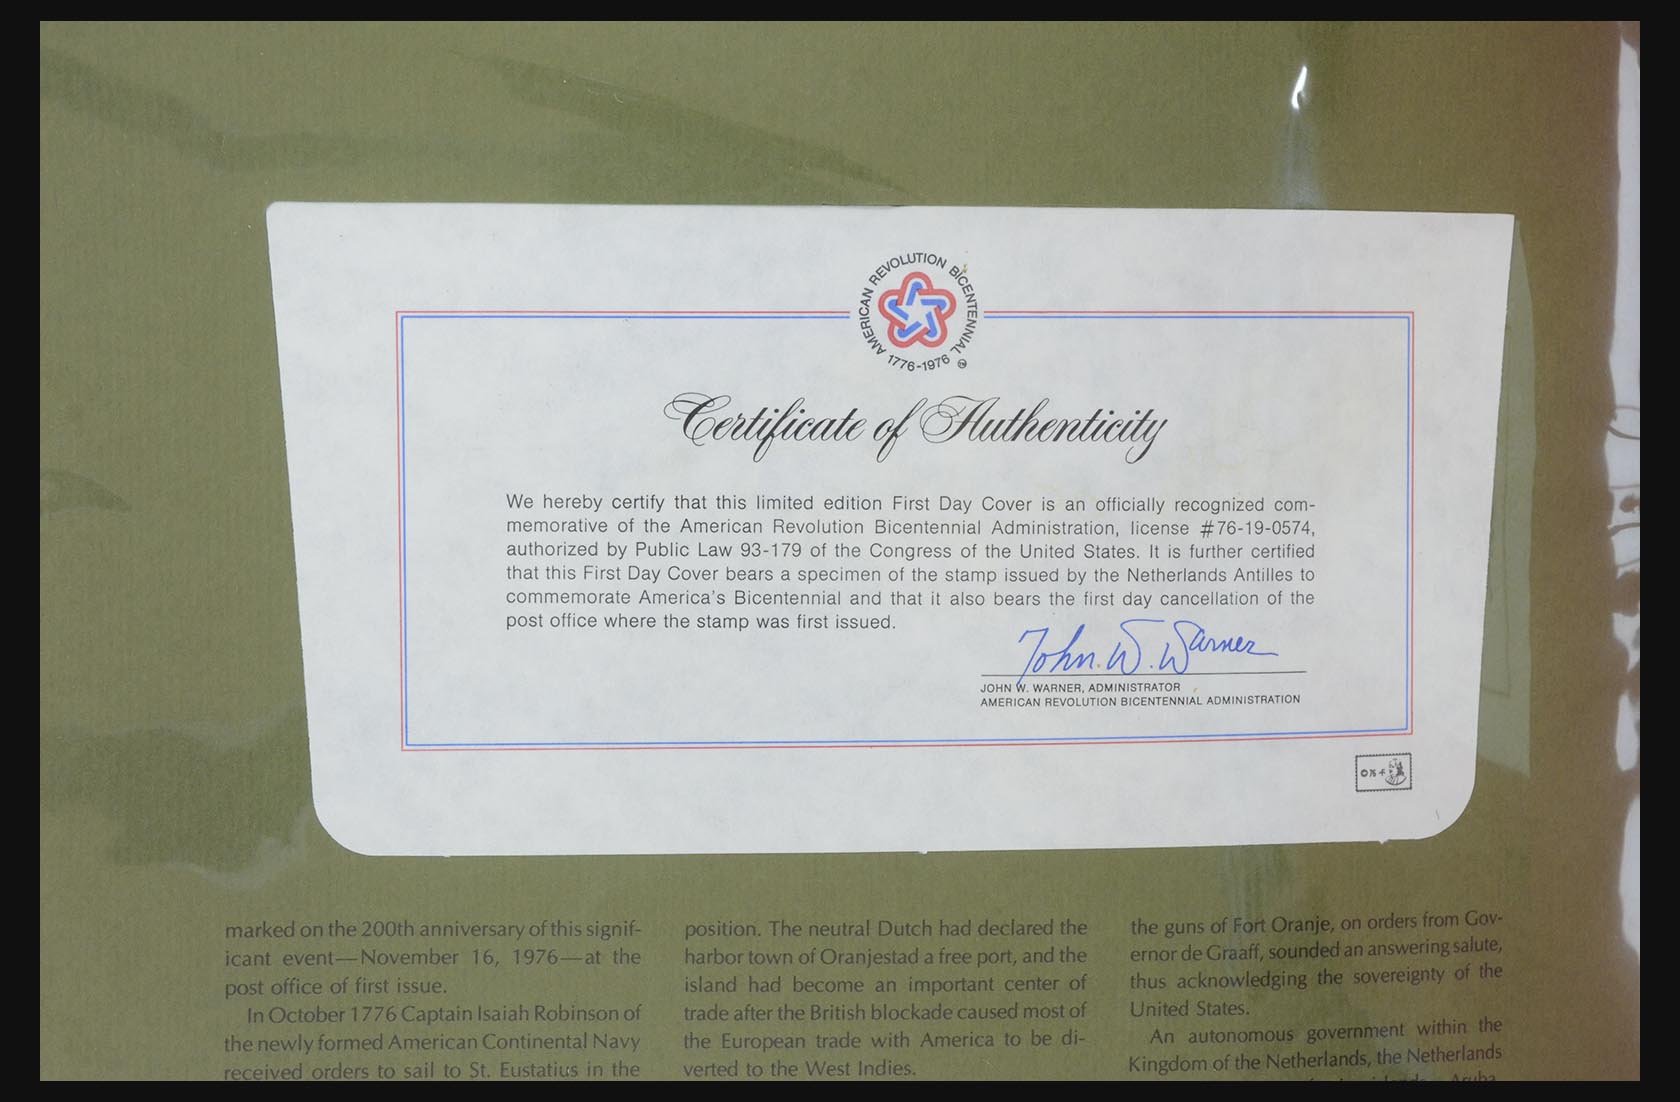 AMERICAN REVOLUTION BICENTENNIAL
1776-1976
Certificate of Authenticity
We hereby certify that this limited edition First Day Cover is an officially recognized com-
memorative of the American Revolution Bicentennial Administration, license #76-19-0574,
authorized by Public Law 93-179 of the Congress of the United States. It is further certified
that this First Day Cover bears a specimen of the stamp issued by the Netherlands Antilles to
commemorate America's Bicentennial and that it also bears the first day cancellation of the
post office where the stamp was first issued.
John W. Warner
JOHN W. WARNER, ADMINISTRATOR
AMERICAN REVOLUTION BICENTENNIAL ADMINISTRATION
marked on the 200th anniversary of this signif-
icant event—November 16, 1976—at the
post office of first issue.
In October 1776 Captain Isaiah Robinson of
the newly formed American Continental Navy
received orders to sail to St. Eustatius in the
position. The neutral Dutch had declared the
harbor town of Oranjestad a free port, and the
island had become an important center of
trade after the British blockade caused most of
the European trade with America to be di-
verted to the West Indies.
the guns of Fort Oranje, on orders from Gov-
ernor de Graaff, sounded an answering salute,
thus acknowledging the sovereignty of the
United States.
An autonomous government within the
Kingdom of the Netherlands, the Netherlands